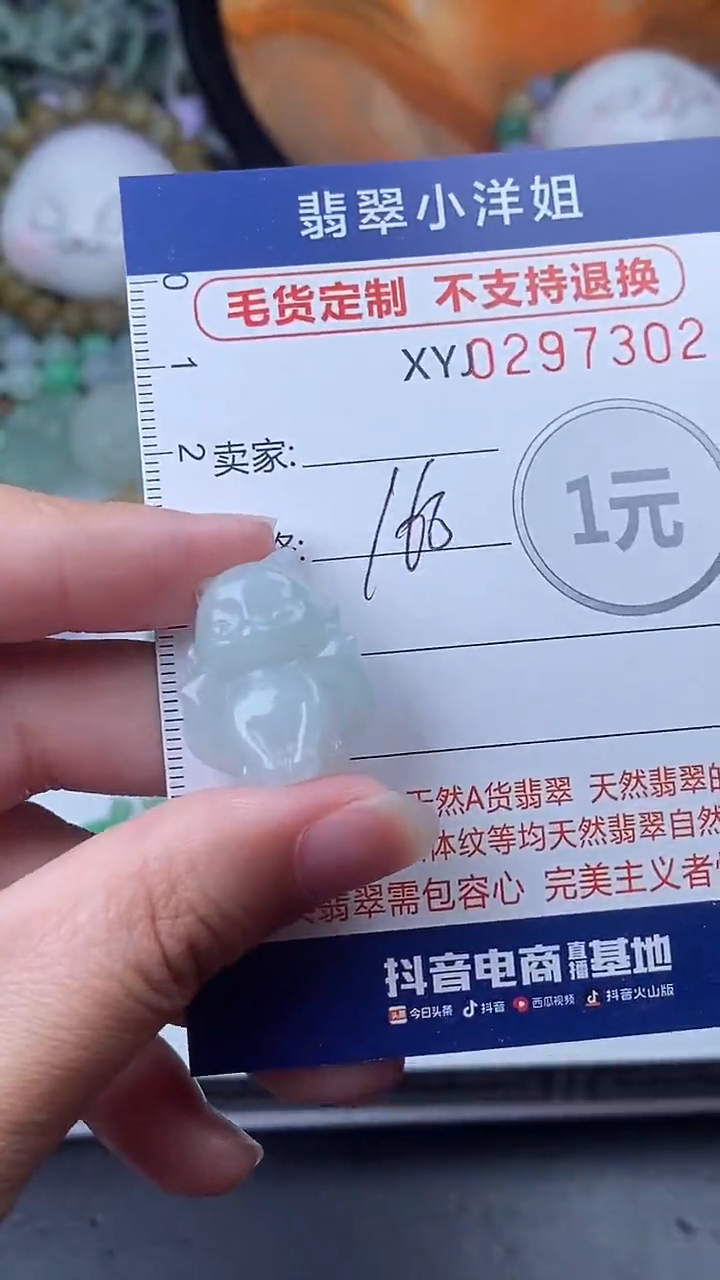 翡翠小洋姐
毛货定制 不支持退换
XYJ0297302
0
1
2
卖家:
1元
格:
天然A货翡翠 天然翡翠的
体纹等均天然翡翠自然
翡翠需包容心 完美主义者
抖音电商直播基地
头条 今日头条 抖音 西瓜视频 抖音火山版